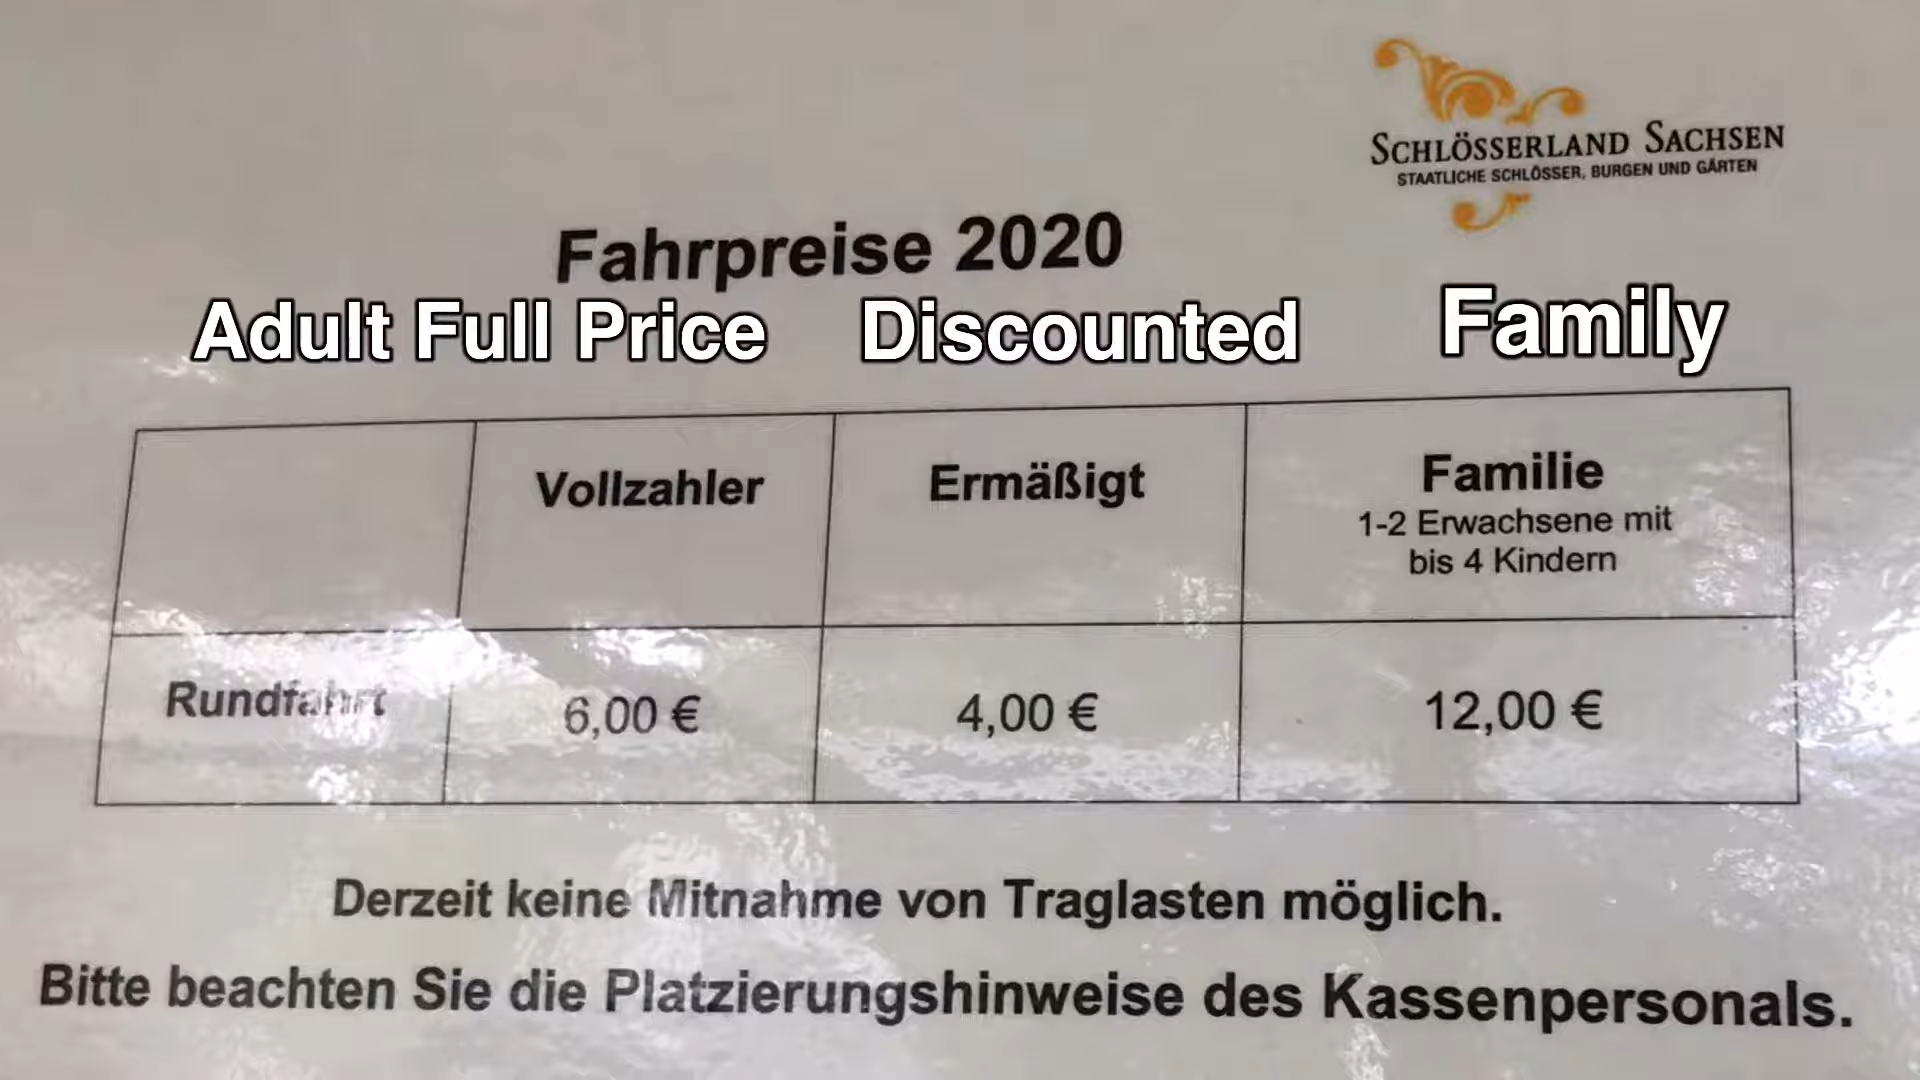 SCHLÖSSERLAND SACHSEN
STAATLICHE SCHLÖSSER, BURGEN UND GÄRTEN
Fahrpreise 2020
Adult Full Price Discounted Family
Vollzahler Ermäßigt Familie
1-2 Erwachsene mit
bis 4 Kindern
Rundfahrt 6,00 € 4,00 € 12,00 €
Derzeit keine Mitnahme von Traglasten möglich.
Bitte beachten Sie die Platzierungshinweise des Kassenpersonals.